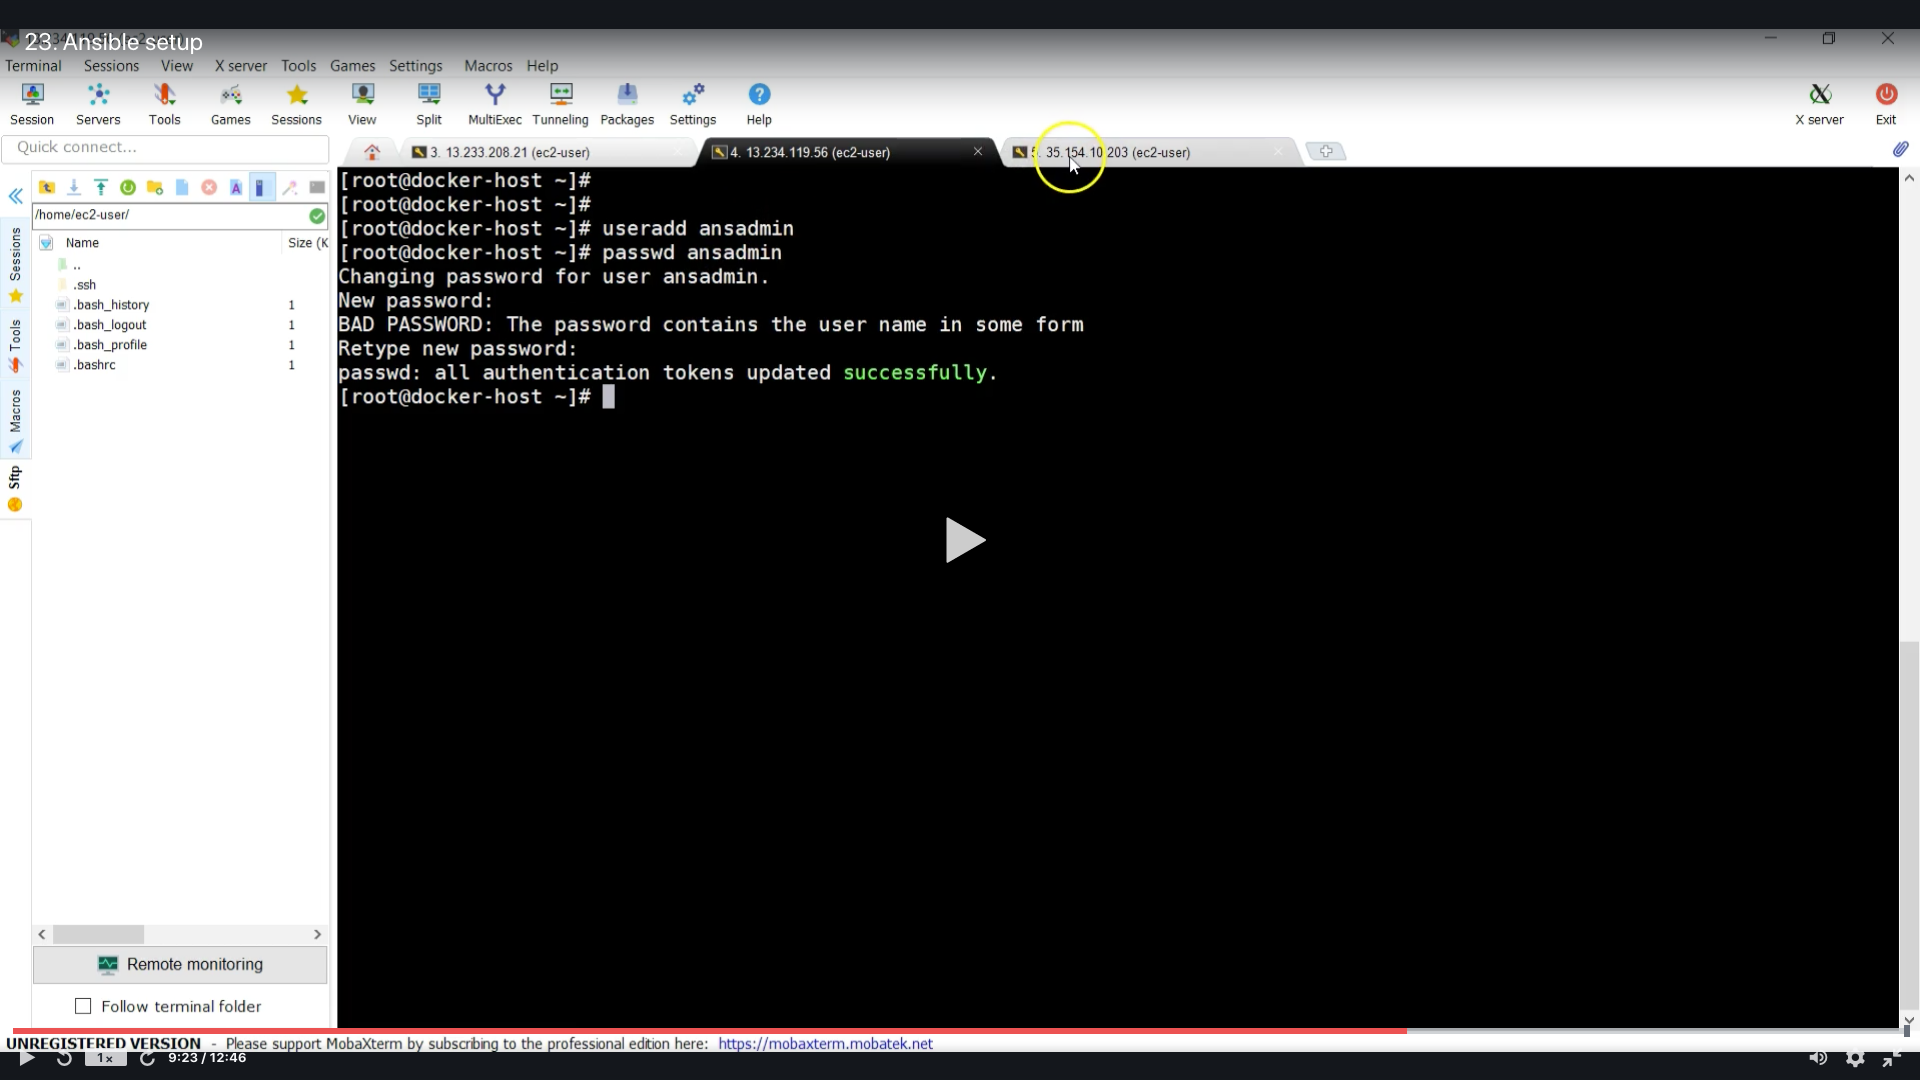 23. Ansible setup
Terminal Sessions View X server Tools Games Settings Macros Help
Session Servers Tools Games Sessions View Split MultiExec Tunneling Packages Settings Help X server Exit
Quick connect...
3. 13.233.208.21 (ec2-user)
4. 13.234.119.56 (ec2-user)
5. 35.154.10.203 (ec2-user)
/home/ec2-user/
Name Size (K
..
.ssh
.bash_history 1
.bash_logout 1
.bash_profile 1
.bashrc 1
Sessions
Tools
Macros
Sftp
[root@docker-host ~]#
[root@docker-host ~]#
[root@docker-host ~]# useradd ansadmin
[root@docker-host ~]# passwd ansadmin
Changing password for user ansadmin.
New password:
BAD PASSWORD: The password contains the user name in some form
Retype new password:
passwd: all authentication tokens updated successfully.
[root@docker-host ~]#
Remote monitoring
Follow terminal folder
UNREGISTERED VERSION - Please support MobaXterm by subscribing to the professional edition here: https://mobaxterm.mobatek.net
1x 9:23 / 12:46